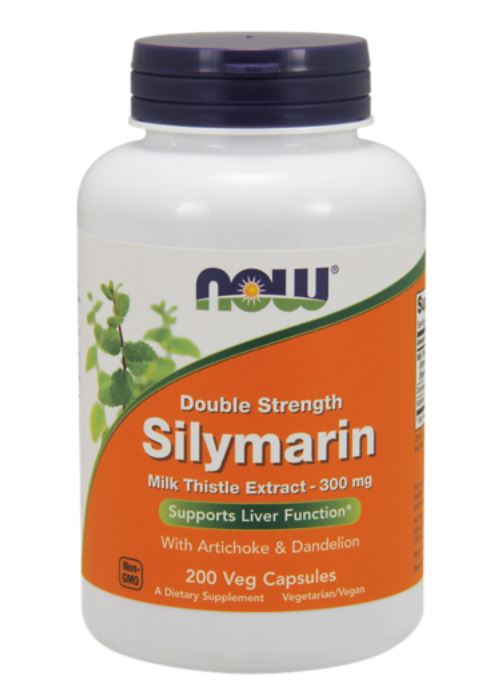 NOW®
Double Strength
Silymarin
Milk Thistle Extract - 300 mg
Supports Liver Function*
With Artichoke & Dandelion
200 Veg Capsules
Non-
GMO
A Dietary Supplement Vegetarian/Vegan